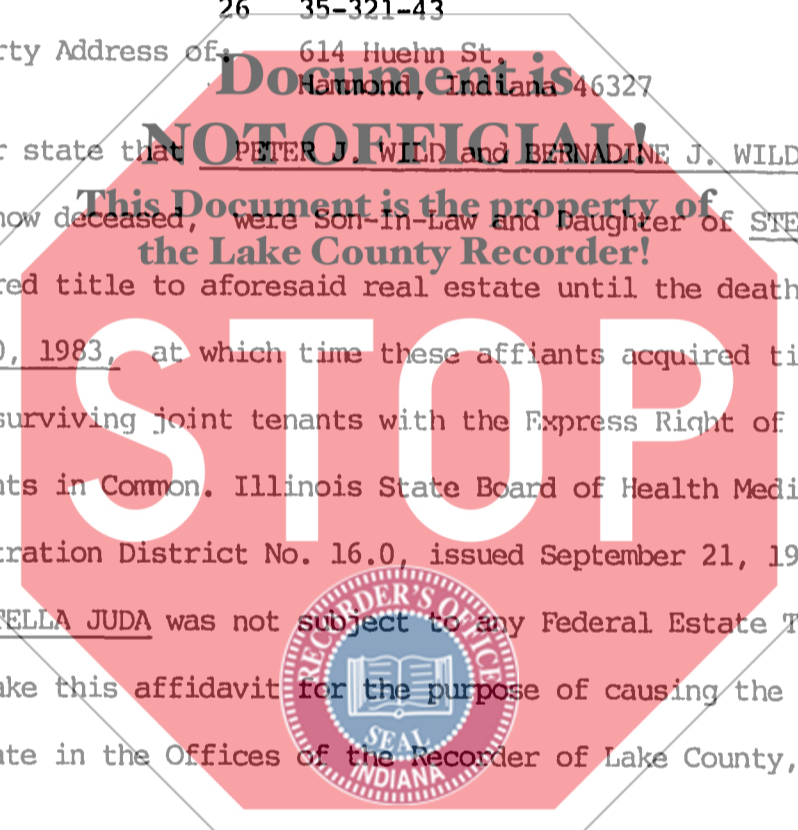 26 35-321-43
rty Address of: 614 Huehn St.
Document is
Hammond, Indiana 46327
NOT OFFICIAL!
r state that PETER J. WILD and BERNADINE J. WILD
This Document is the property of
now deceased, were Son-In-Law and Daughter of STE
the Lake County Recorder!
red title to aforesaid real estate until the death
0, 1983, at which time these affiants acquired ti
surviving joint tenants with the Express Right of
STOP
nts in Common. Illinois State Board of Health Medi
tration District No. 16.0, issued September 21, 19
TELLA JUDA was not subject to any Federal Estate T
RECORDER'S OFFICE
ake this affidavit for the purpose of causing the
SEAL
ate in the Offices of the Recorder of Lake County,
INDIANA